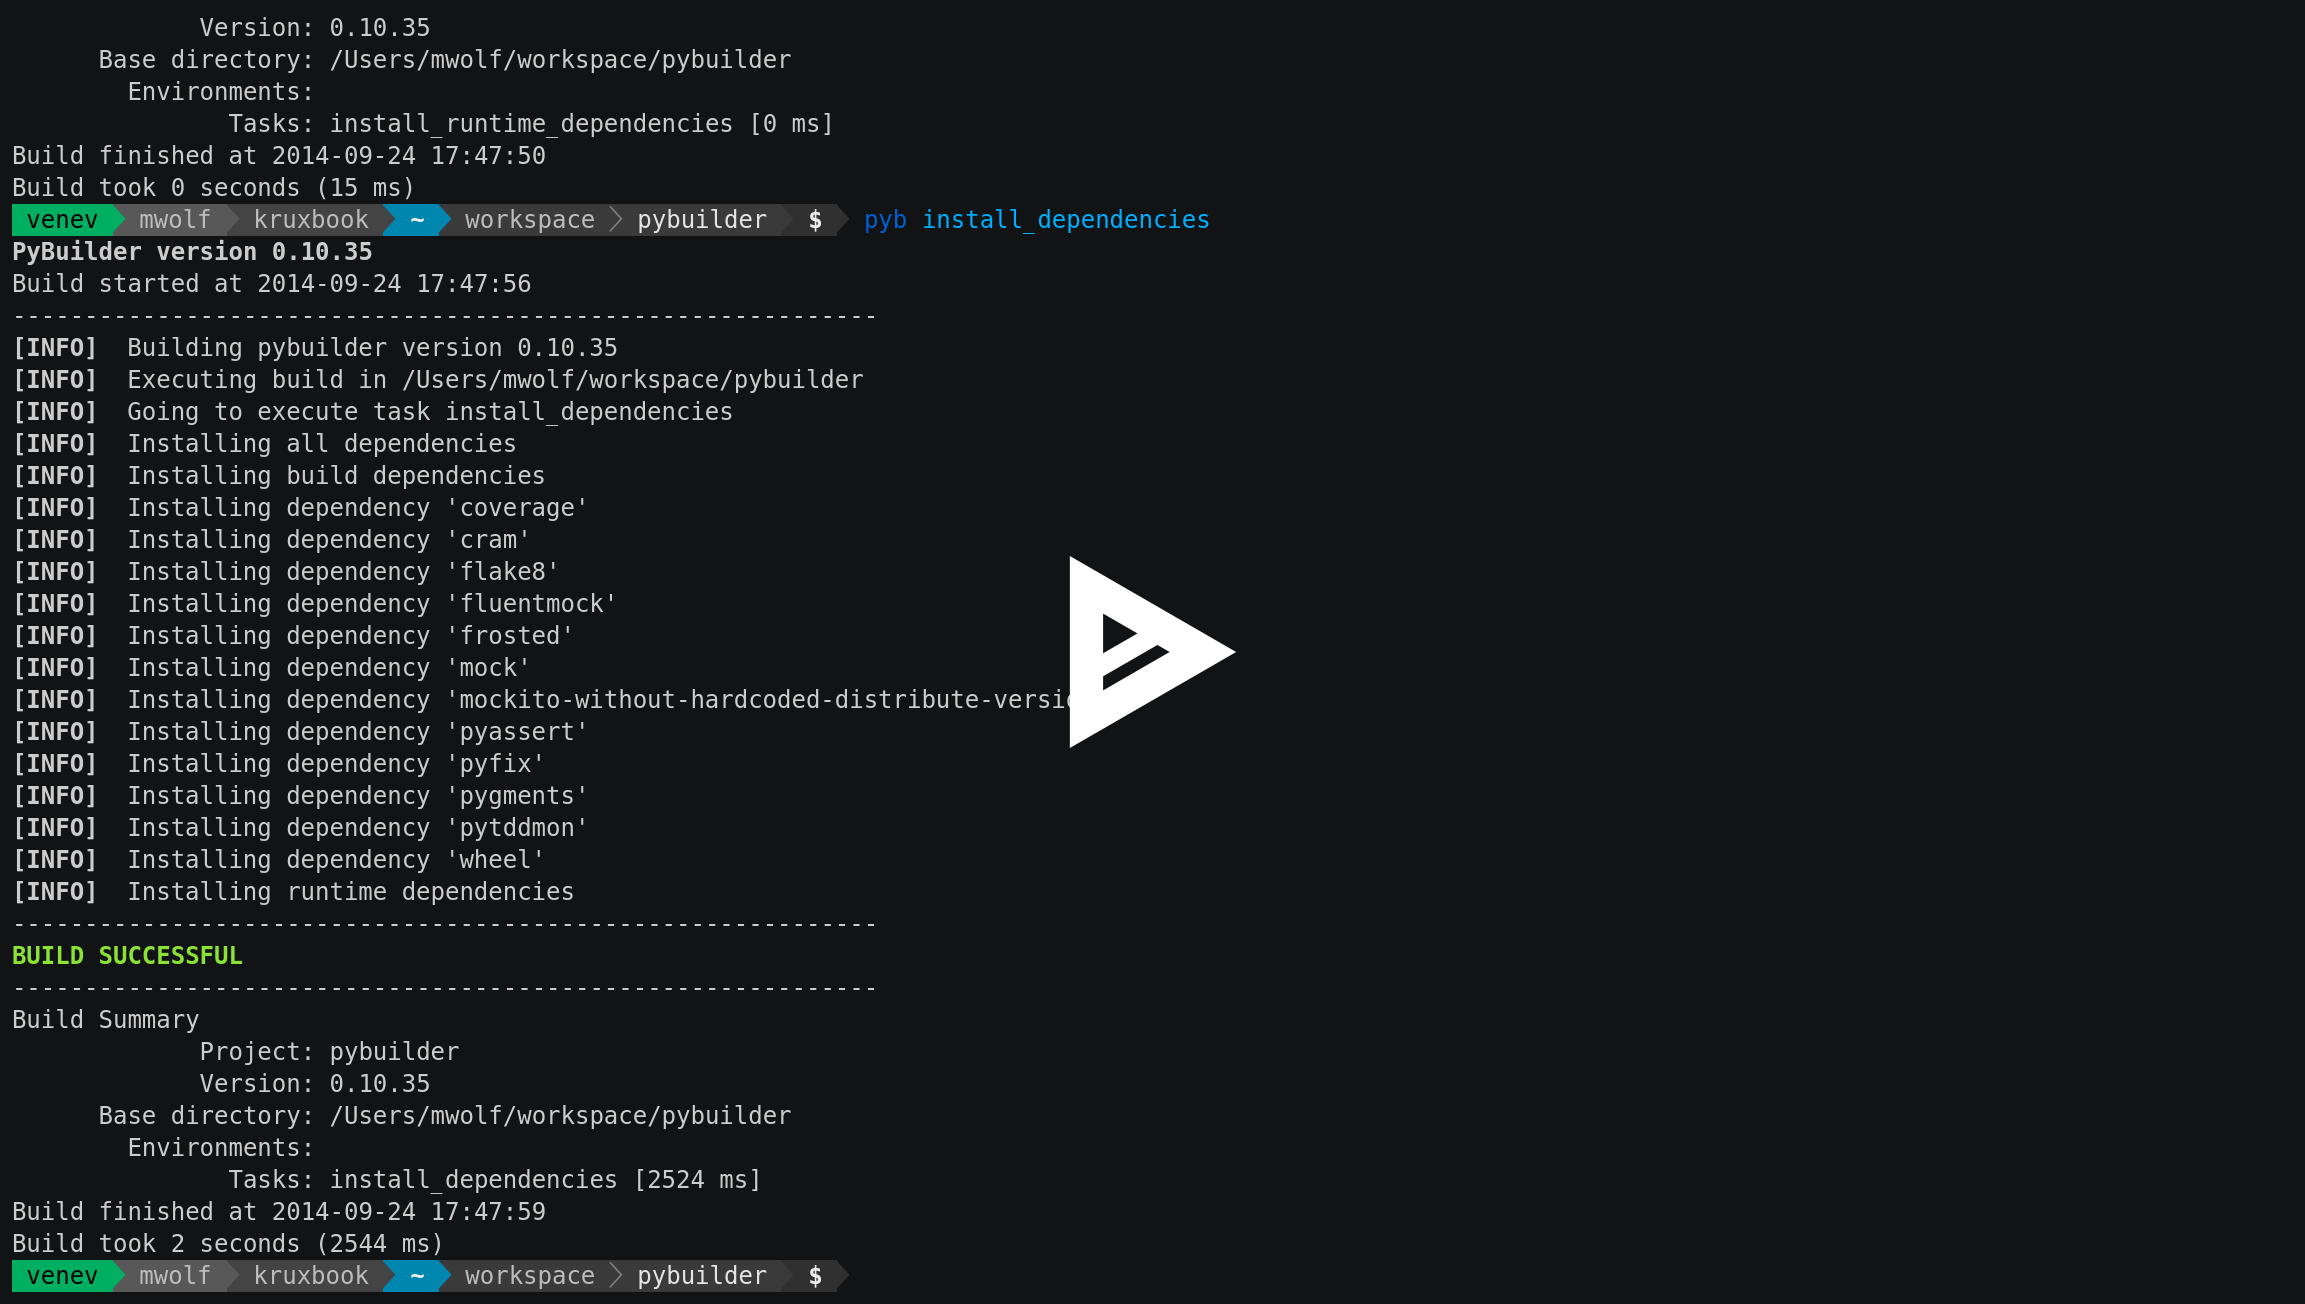 Version: 0.10.35
Base directory: /Users/mwolf/workspace/pybuilder
Environments:
Tasks: install_runtime_dependencies [0 ms]
Build finished at 2014-09-24 17:47:50
Build took 0 seconds (15 ms)
venev mwolf kruxbook ~ workspace pybuilder $ pyb install_dependencies
PyBuilder version 0.10.35
Build started at 2014-09-24 17:47:56
------------------------------------------------------------
[INFO]  Building pybuilder version 0.10.35
[INFO]  Executing build in /Users/mwolf/workspace/pybuilder
[INFO]  Going to execute task install_dependencies
[INFO]  Installing all dependencies
[INFO]  Installing build dependencies
[INFO]  Installing dependency 'coverage'
[INFO]  Installing dependency 'cram'
[INFO]  Installing dependency 'flake8'
[INFO]  Installing dependency 'fluentmock'
[INFO]  Installing dependency 'frosted'
[INFO]  Installing dependency 'mock'
[INFO]  Installing dependency 'mockito-without-hardcoded-distribute-versio
[INFO]  Installing dependency 'pyassert'
[INFO]  Installing dependency 'pyfix'
[INFO]  Installing dependency 'pygments'
[INFO]  Installing dependency 'pytddmon'
[INFO]  Installing dependency 'wheel'
[INFO]  Installing runtime dependencies
------------------------------------------------------------
BUILD SUCCESSFUL
------------------------------------------------------------
Build Summary
Project: pybuilder
Version: 0.10.35
Base directory: /Users/mwolf/workspace/pybuilder
Environments:
Tasks: install_dependencies [2524 ms]
Build finished at 2014-09-24 17:47:59
Build took 2 seconds (2544 ms)
venev mwolf kruxbook ~ workspace pybuilder $